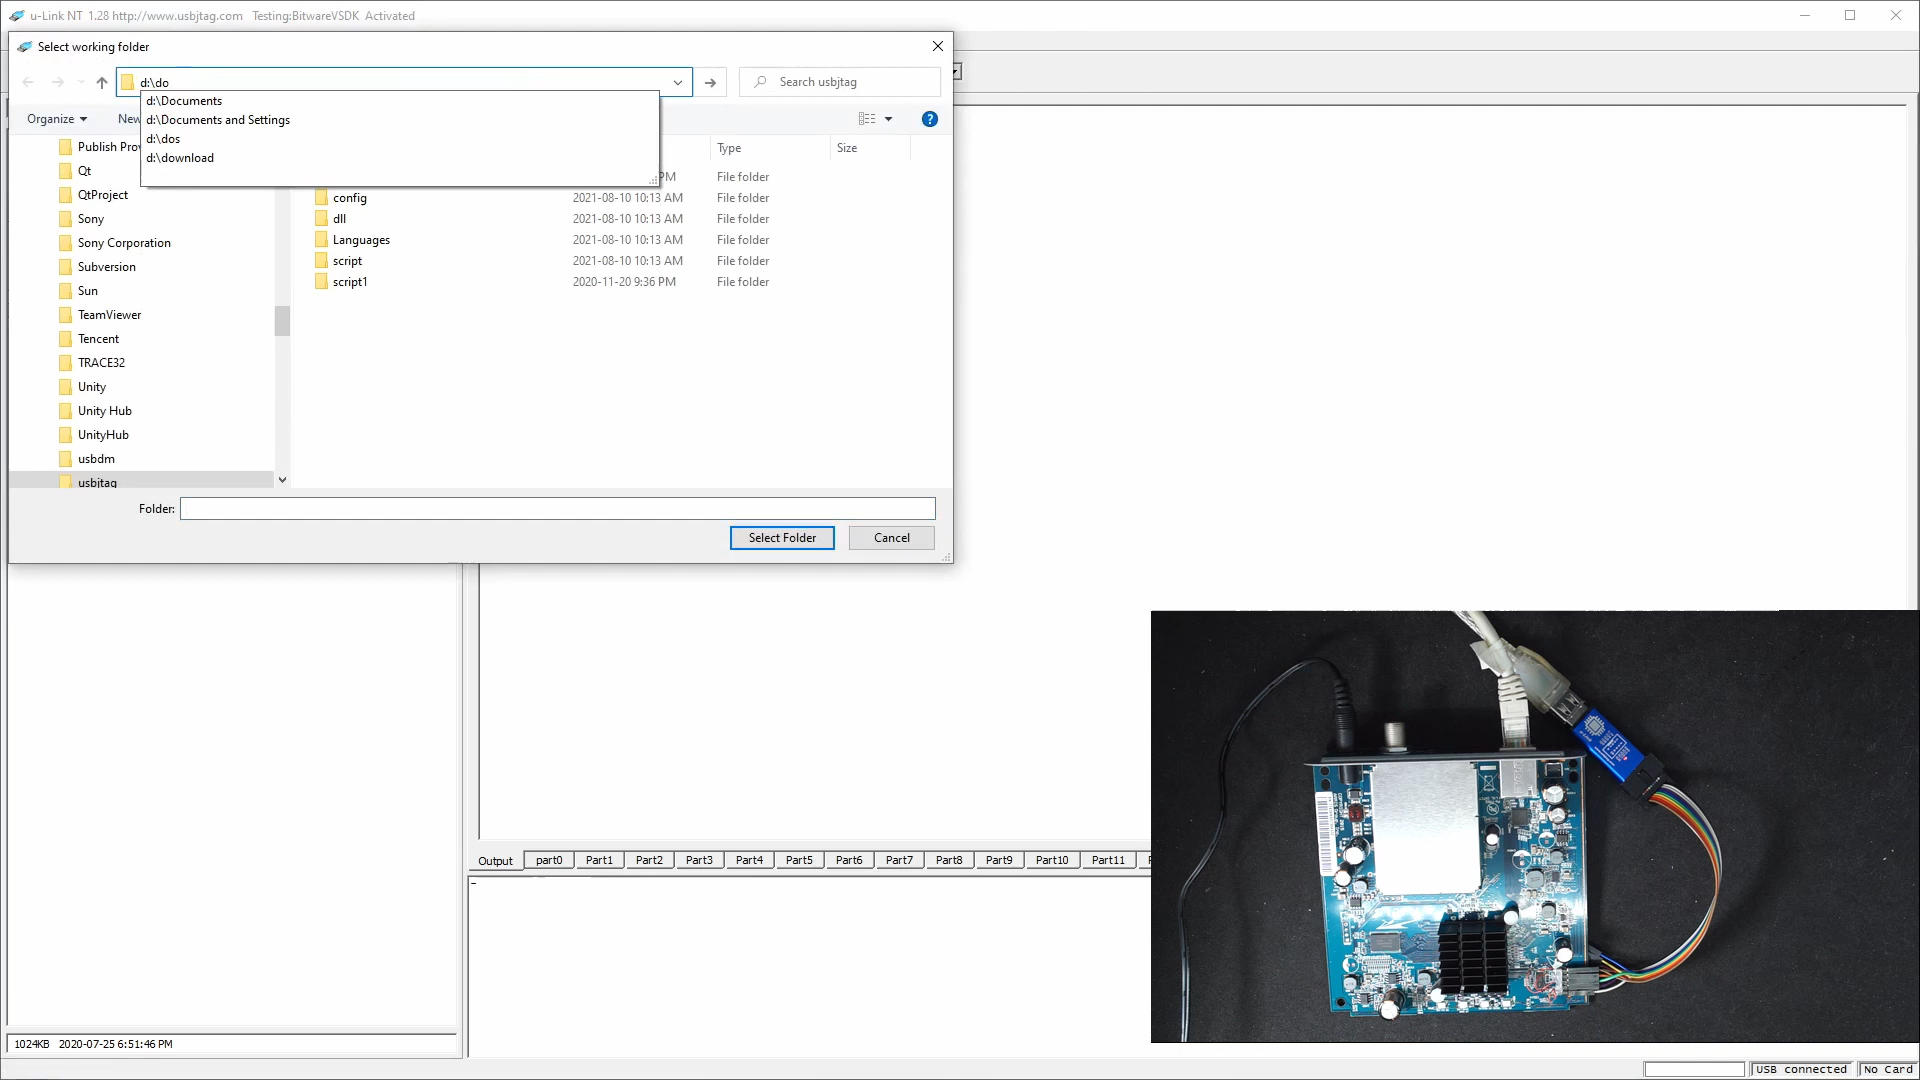 u-Link NT 1.28 http://www.usbjtag.com Testing:BitwareVSDK Activated
Select working folder
d:\do
Search usbjtag
d:\Documents
d:\Documents and Settings
d:\dos
d:\download
Organize
New
Type
Size
Publish Pro
PM
File folder
Qt
QtProject
config
2021-08-10 10:13 AM
File folder
Sony
dll
2021-08-10 10:13 AM
File folder
Sony Corporation
Languages
2021-08-10 10:13 AM
File folder
Subversion
script
2021-08-10 10:13 AM
File folder
Sun
script1
2020-11-20 9:36 PM
File folder
TeamViewer
Tencent
TRACE32
Unity
Unity Hub
UnityHub
usbdm
usbjtag
Folder:
Select Folder
Cancel
Output
part0
Part1
Part2
Part3
Part4
Part5
Part6
Part7
Part8
Part9
Part10
Part11
1024KB 2020-07-25 6:51:46 PM
USB connected
No Card